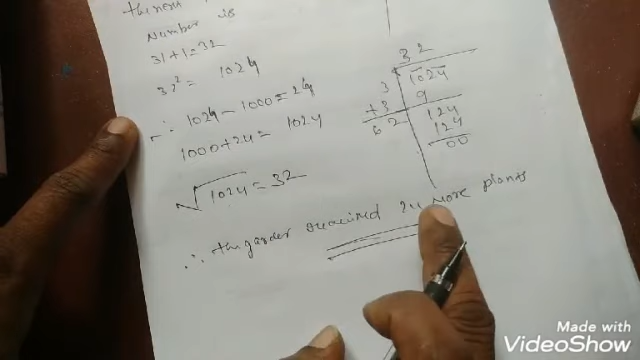 the next
Number is
31+1=32
32² = 1024
∴ 1024 - 1000 = 24
1000+24 = 1024
√1024 = 32
32
3 1024
+3 9
62 124
124
00
∴ the garden required 24 more plants
Made with
VideoShow